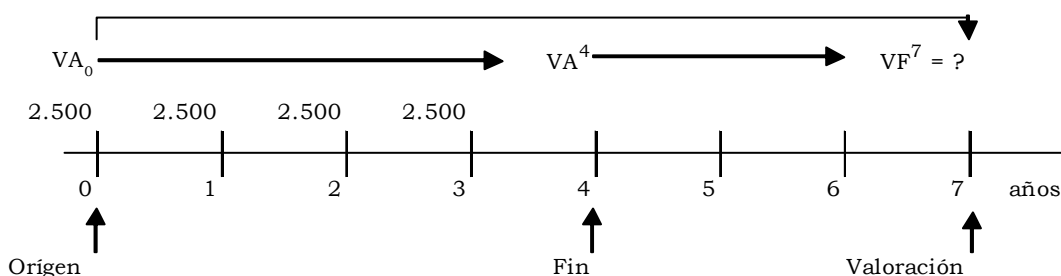 VA₀ VA⁴ VF⁷ = ?
2.500 2.500 2.500 2.500
0 1 2 3 4 5 6 7 años
Orígen Fin Valoración